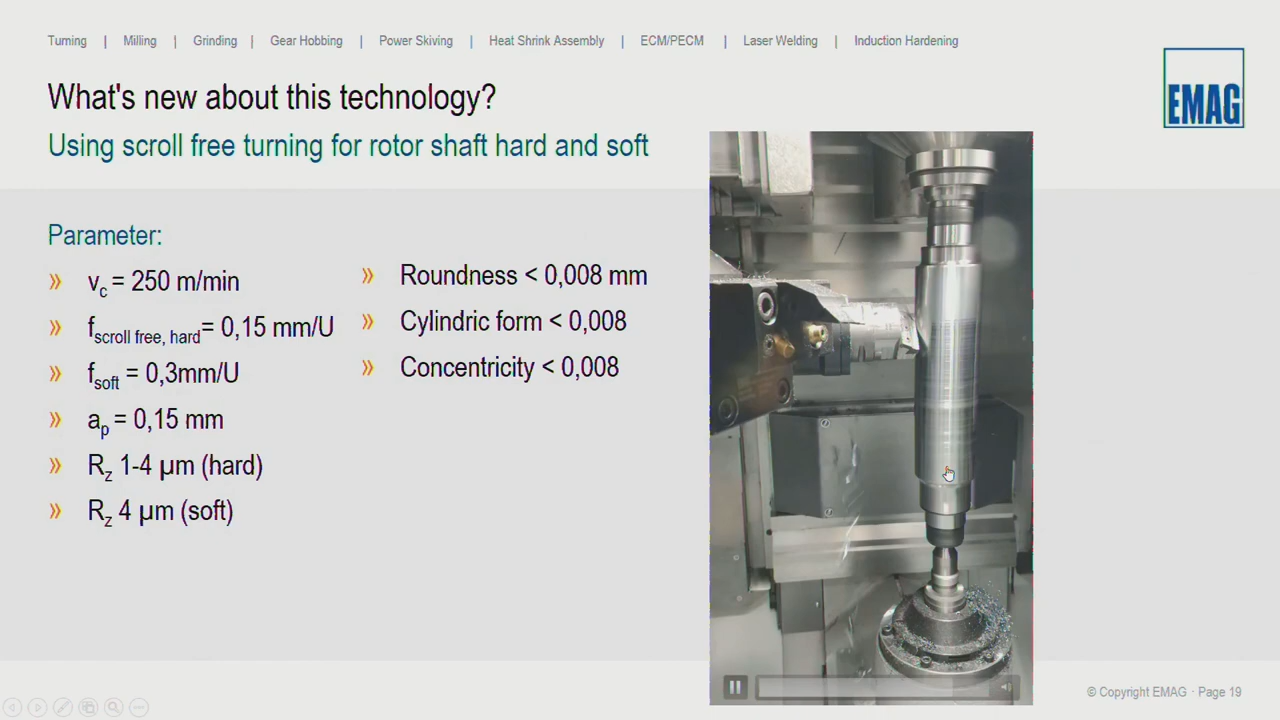 Turning | Milling | Grinding | Gear Hobbing | Power Skiving | Heat Shrink Assembly | ECM/PECM | Laser Welding | Induction Hardening
EMAG
What's new about this technology?
Using scroll free turning for rotor shaft hard and soft
Parameter:
» vc = 250 m/min
» fscroll free, hard= 0,15 mm/U
» fsoft = 0,3mm/U
» ap = 0,15 mm
» Rz 1-4 µm (hard)
» Rz 4 µm (soft)
» Roundness < 0,008 mm
» Cylindric form < 0,008
» Concentricity < 0,008
© Copyright EMAG · Page 19